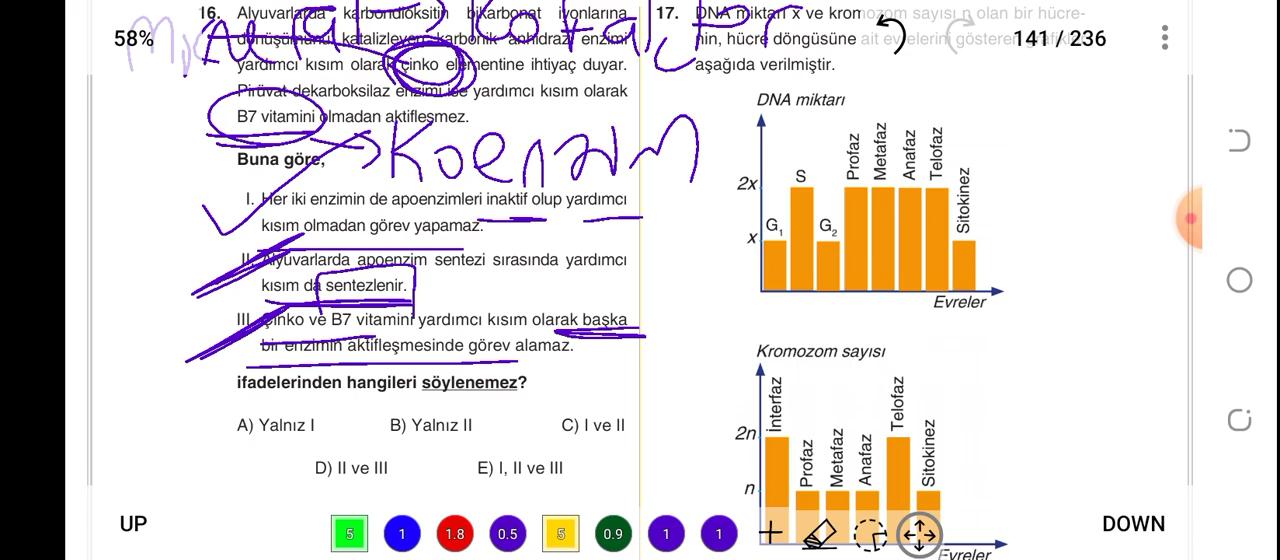 58%
141 / 236
16. Alyuvarlarda karbondioksitin bikarbonat iyonlarına
dönüşümünü katalizleyen karbonik anhidraz enzimi
yardımcı kısım olarak çinko elementine ihtiyaç duyar.
Pirüvat dekarboksilaz enzimi ise yardımcı kısım olarak
B7 vitamini olmadan aktifleşmez.
Koenzim
Buna göre,
I. Her iki enzimin de apoenzimleri inaktif olup yardımcı
kısım olmadan görev yapamaz.
II. Alyuvarlarda apoenzim sentezi sırasında yardımcı
kısım da sentezlenir.
III. Çinko ve B7 vitamini yardımcı kısım olarak başka
bir enzimin aktifleşmesinde görev alamaz.
ifadelerinden hangileri söylenemez?
A) Yalnız I
B) Yalnız II
C) I ve II
D) II ve III
E) I, II ve III
17. DNA miktarı x ve kromozom sayısı n olan bir hücre-
nin, hücre döngüsüne ait evreleri gösteren
aşağıda verilmiştir.
DNA miktarı
2x
x
G1
S
G2
Profaz
Metafaz
Anafaz
Telofaz
Sitokinez
Evreler
Kromozom sayısı
2n
n
İnterfaz
Profaz
Metafaz
Anafaz
Telofaz
Sitokinez
Evreler
UP
5
1
1.8
0.5
5
0.9
1
1
DOWN